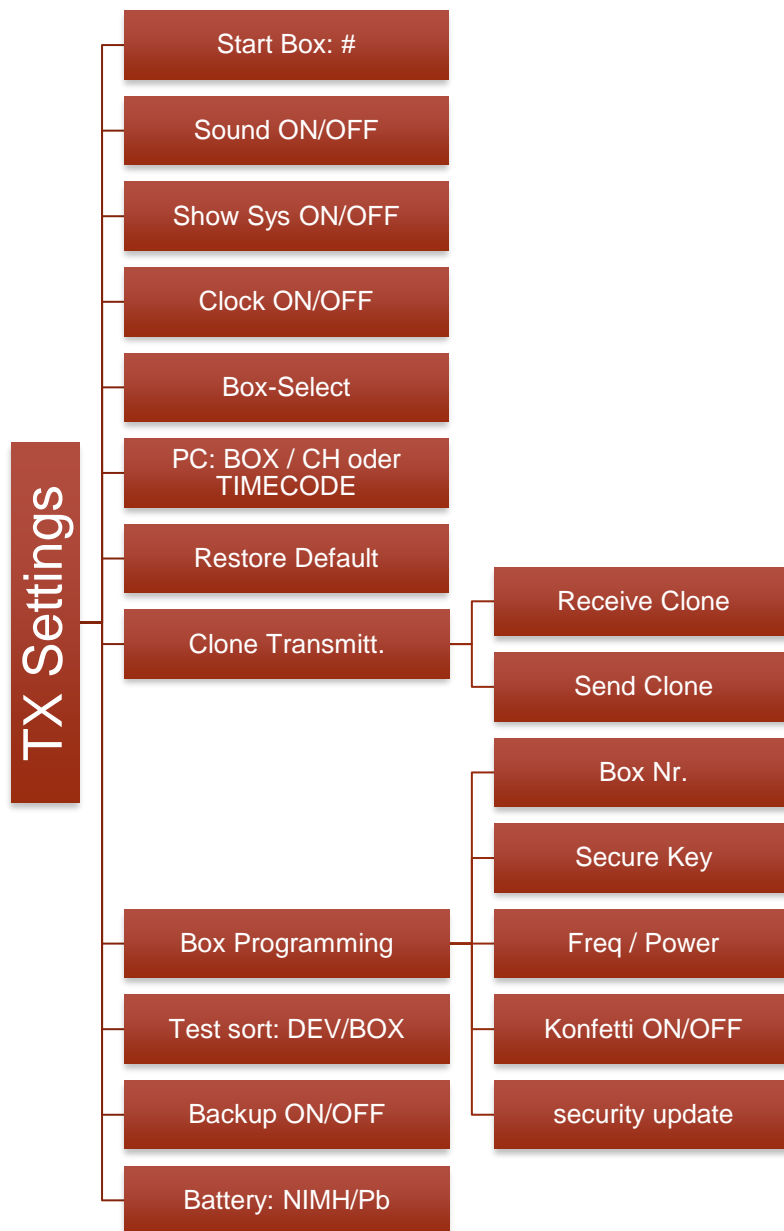 TX Settings
Start Box: #
Sound ON/OFF
Show Sys ON/OFF
Clock ON/OFF
Box-Select
PC: BOX / CH oder
TIMECODE
Restore Default
Clone Transmitt.
Receive Clone
Send Clone
Box Programming
Box Nr.
Secure Key
Freq / Power
Konfetti ON/OFF
security update
Test sort: DEV/BOX
Backup ON/OFF
Battery: NIMH/Pb